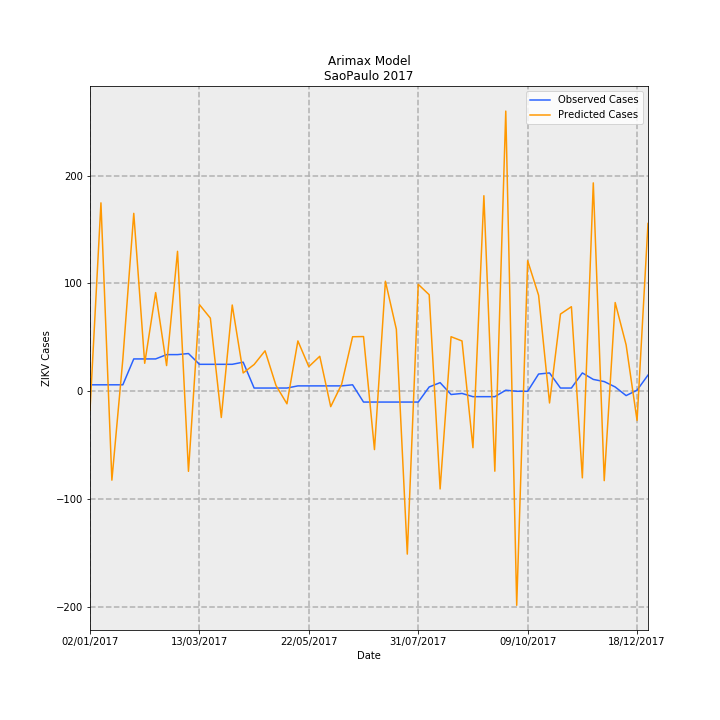 Arimax Model
SaoPaulo 2017
Observed Cases
Predicted Cases
ZIKV Cases
200
100
0
−100
−200
02/01/2017 13/03/2017 22/05/2017 31/07/2017 09/10/2017 18/12/2017
Date